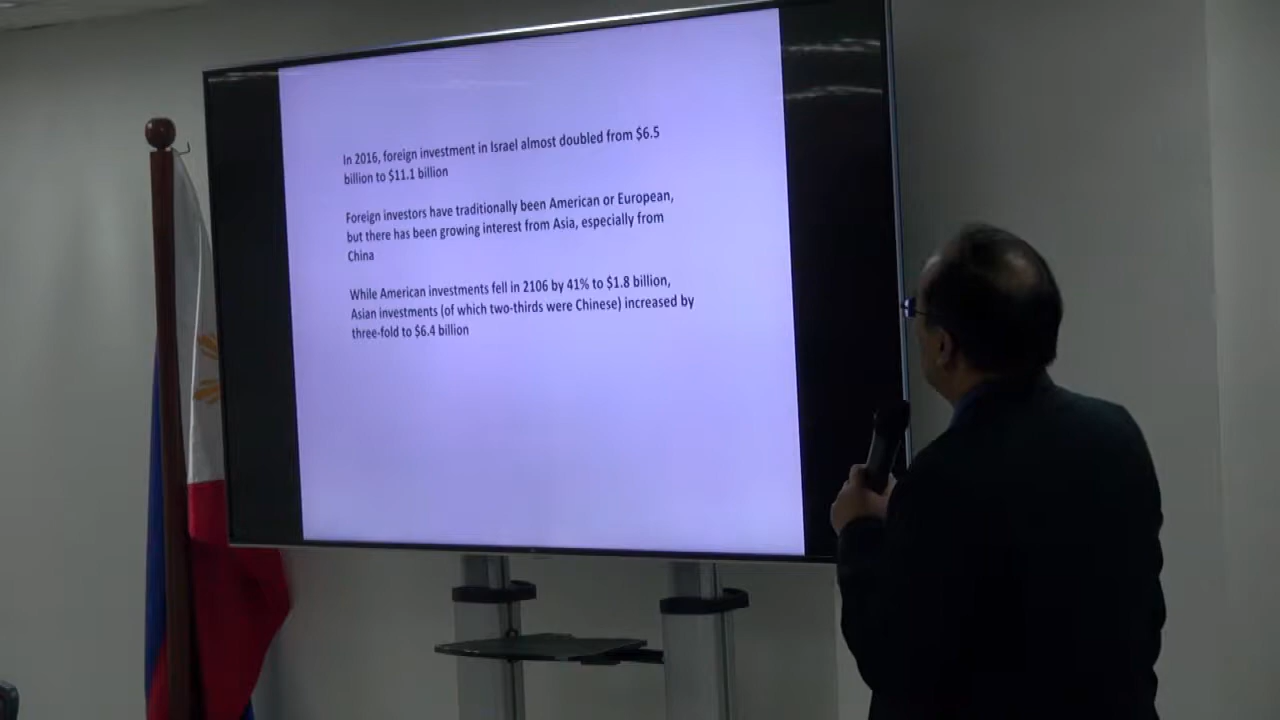 In 2016, foreign investment in Israel almost doubled from $6.5
billion to $11.1 billion
Foreign investors have traditionally been American or European,
but there has been growing interest from Asia, especially from
China
While American investments fell in 2106 by 41% to $1.8 billion,
Asian investments (of which two-thirds were Chinese) increased by
three-fold to $6.4 billion